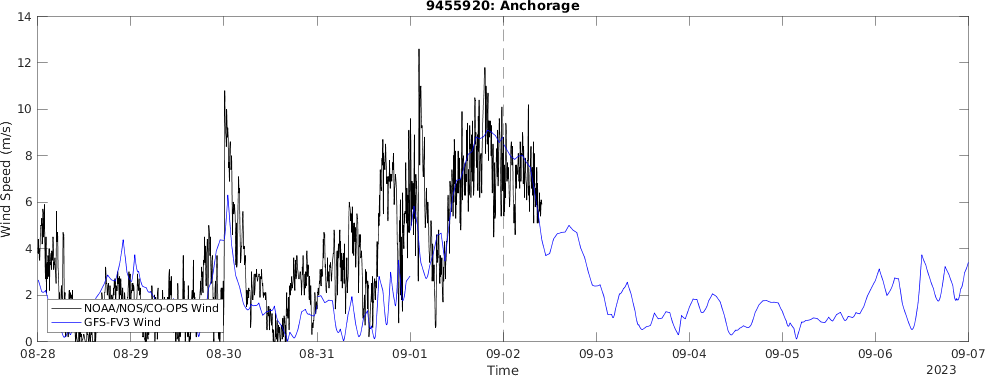 9455920: Anchorage
Wind Speed (m/s)
14
12
10
8
6
4
2
0
NOAA/NOS/CO-OPS Wind
GFS-FV3 Wind
08-28 08-29 08-30 08-31 09-01 09-02 09-03 09-04 09-05 09-06 09-07
Time
2023